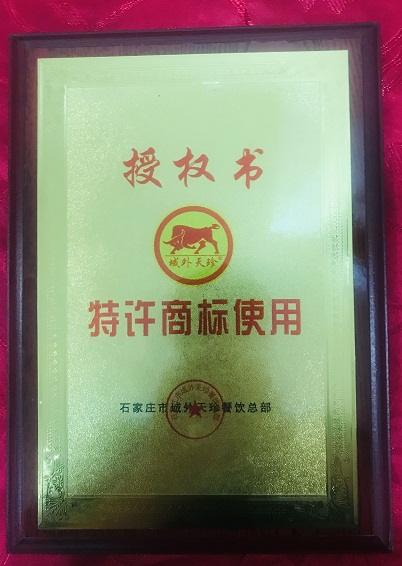 授权书
域外天珍
特许商标使用
石家庄市域外天珍餐饮总部